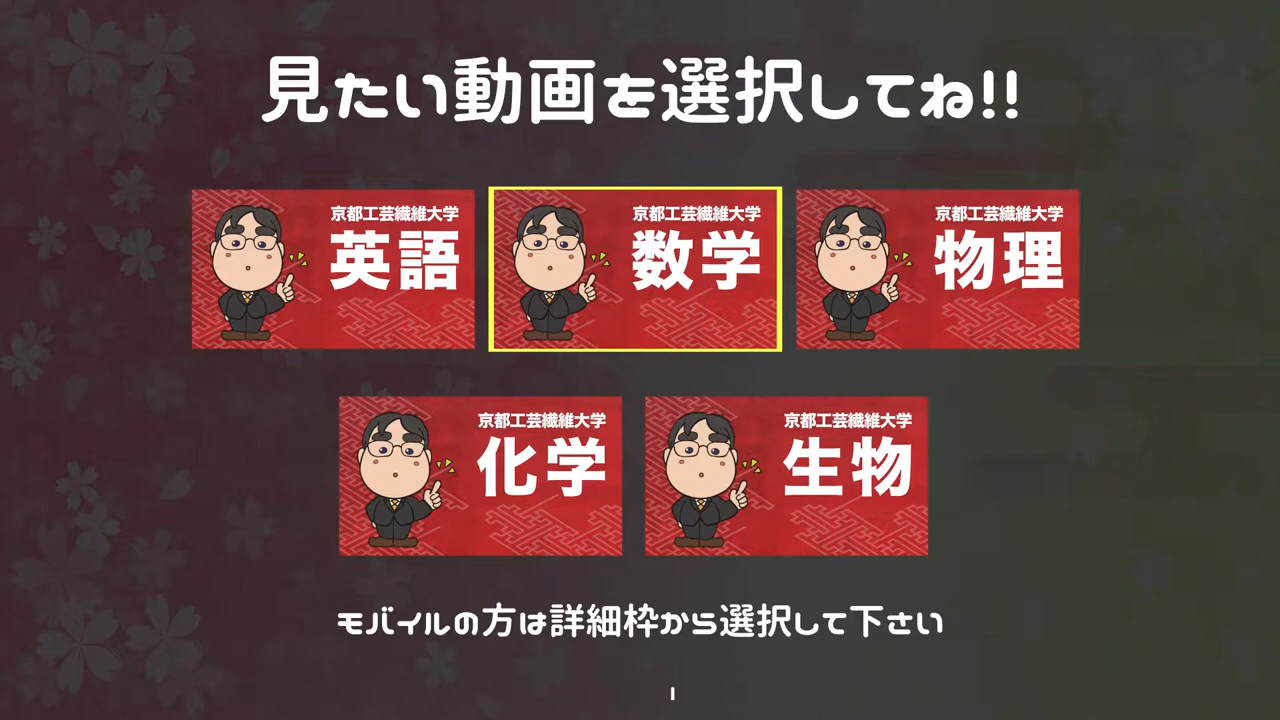 見たい動画を選択してね!!
京都工芸繊維大学
英語
京都工芸繊維大学
数学
京都工芸繊維大学
物理
京都工芸繊維大学
化学
京都工芸繊維大学
生物
モバイルの方は詳細枠から選択して下さい
1